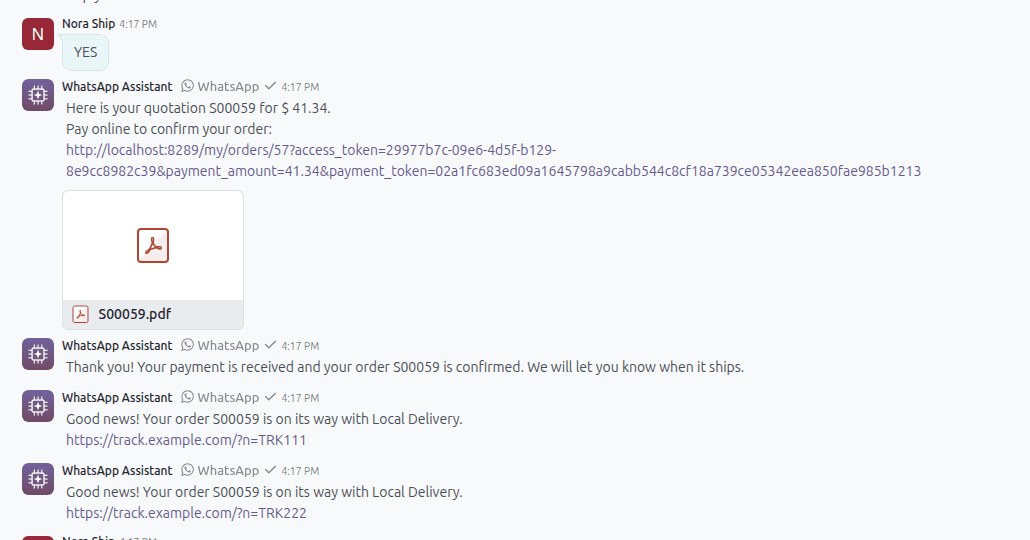 Nora Ship 4:17 PM
N
YES
WhatsApp Assistant WhatsApp 4:17 PM
Here is your quotation S00059 for $ 41.34.
Pay online to confirm your order:
http://localhost:8289/my/orders/57?access_token=29977b7c-09e6-4d5f-b129-
8e9cc8982c39&payment_amount=41.34&payment_token=02a1fc683ed09a1645798a9cabb544c8cf18a739ce05342eea850fae985b1213
S00059.pdf
WhatsApp Assistant WhatsApp 4:17 PM
Thank you! Your payment is received and your order S00059 is confirmed. We will let you know when it ships.
WhatsApp Assistant WhatsApp 4:17 PM
Good news! Your order S00059 is on its way with Local Delivery.
https://track.example.com/?n=TRK111
WhatsApp Assistant WhatsApp 4:17 PM
Good news! Your order S00059 is on its way with Local Delivery.
https://track.example.com/?n=TRK222
Nora Ship 4:17 PM